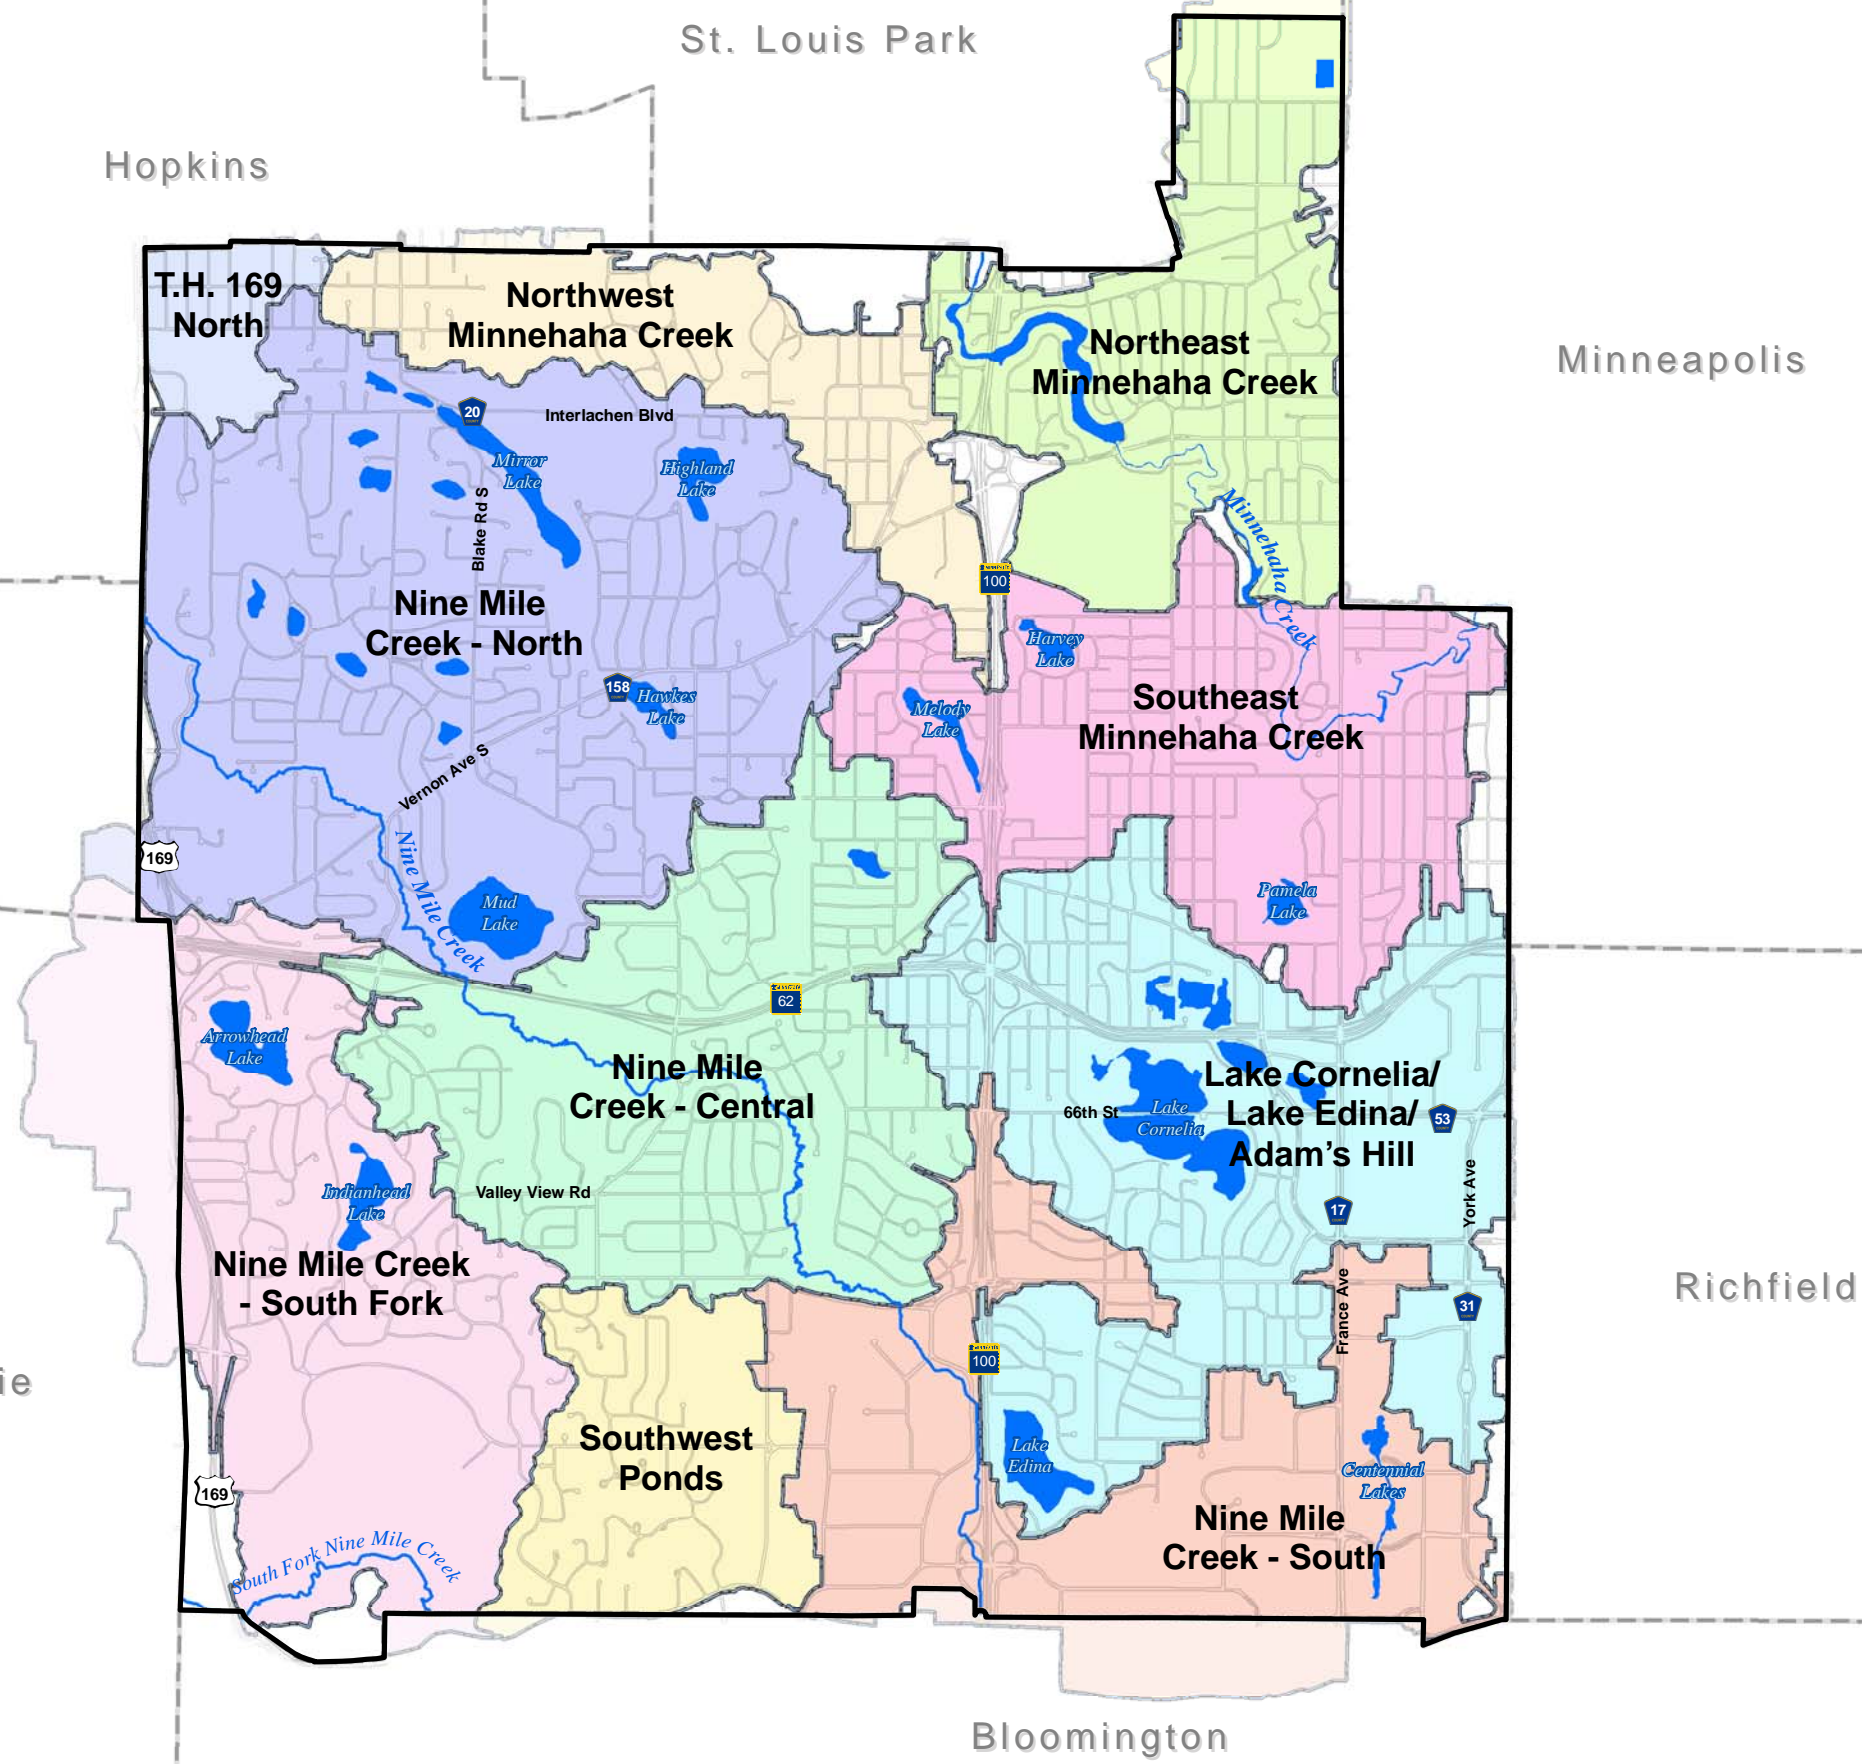 St. Louis Park
Hopkins
T.H. 169
North
Northwest
Minnehaha Creek
Northeast
Minnehaha Creek
Minneapolis
20
Interlachen Blvd
Mirror
Lake
Highland
Lake
Blake Rd S
Minnehaha Creek
100
Nine Mile
Creek - North
Harvey
Lake
158
Hawkes
Lake
Melody
Lake
Southeast
Minnehaha Creek
Vernon Ave S
169
Nine Mile Creek
Mud
Lake
Pamela
Lake
62
Arrowhead
Lake
Nine Mile
Creek - Central
Lake Cornelia/
Lake Edina/
Adam's Hill
66th St
Lake
Cornelia
53
Indianhead
Lake
Valley View Rd
17
York Ave
Nine Mile Creek
- South Fork
Richfield
France Ave
31
100
ie
Southwest
Ponds
Lake
Edina
Centennial
Lakes
169
Nine Mile
Creek - South
South Fork Nine Mile Creek
Bloomington